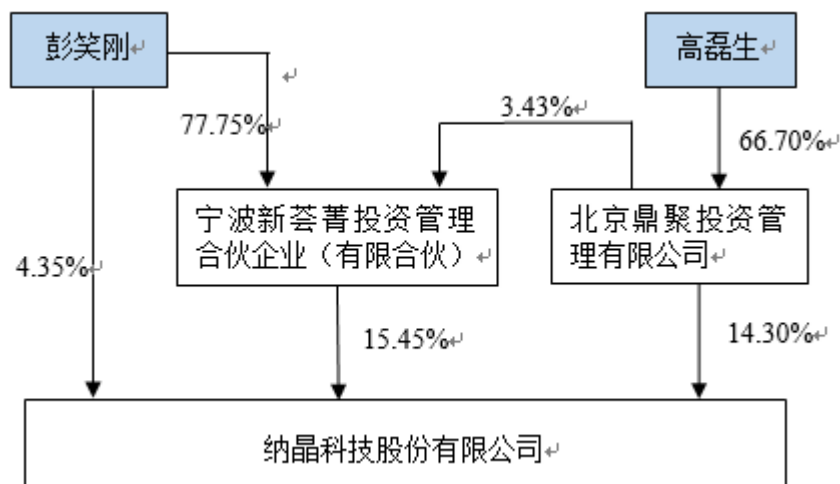 彭笑刚
高磊生
3.43%
77.75%
66.70%
宁波新荟菁投资管理
合伙企业（有限合伙）
北京鼎聚投资管
理有限公司
4.35%
15.45%
14.30%
纳晶科技股份有限公司